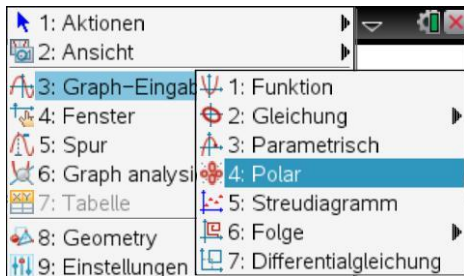 1: Aktionen
2: Ansicht
3: Graph-Eingab
4: Fenster
5: Spur
6: Graph analysi
7: Tabelle
8: Geometry
9: Einstellungen
1: Funktion
2: Gleichung
3: Parametrisch
4: Polar
5: Streudiagramm
6: Folge
7: Differentialgleichung